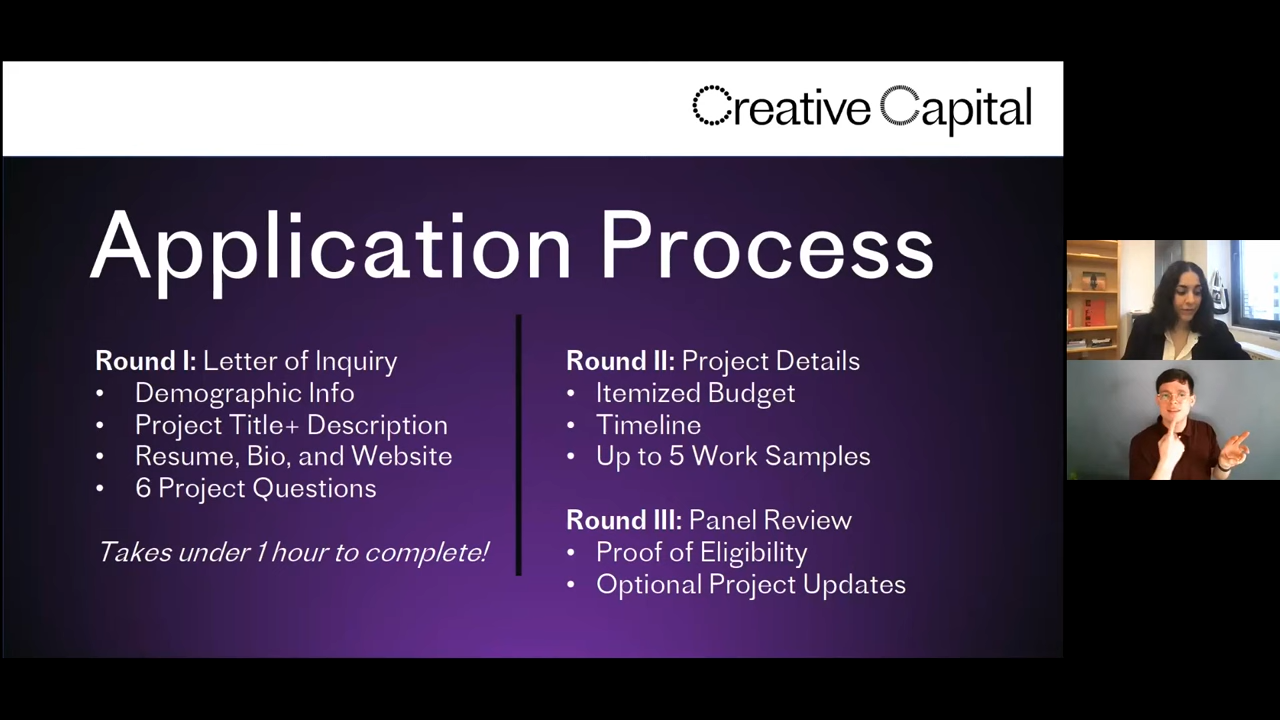 Creative Capital
Application Process
Round I: Letter of Inquiry
• Demographic Info
• Project Title+ Description
• Resume, Bio, and Website
• 6 Project Questions
Takes under 1 hour to complete!
Round II: Project Details
• Itemized Budget
• Timeline
• Up to 5 Work Samples
Round III: Panel Review
• Proof of Eligibility
• Optional Project Updates